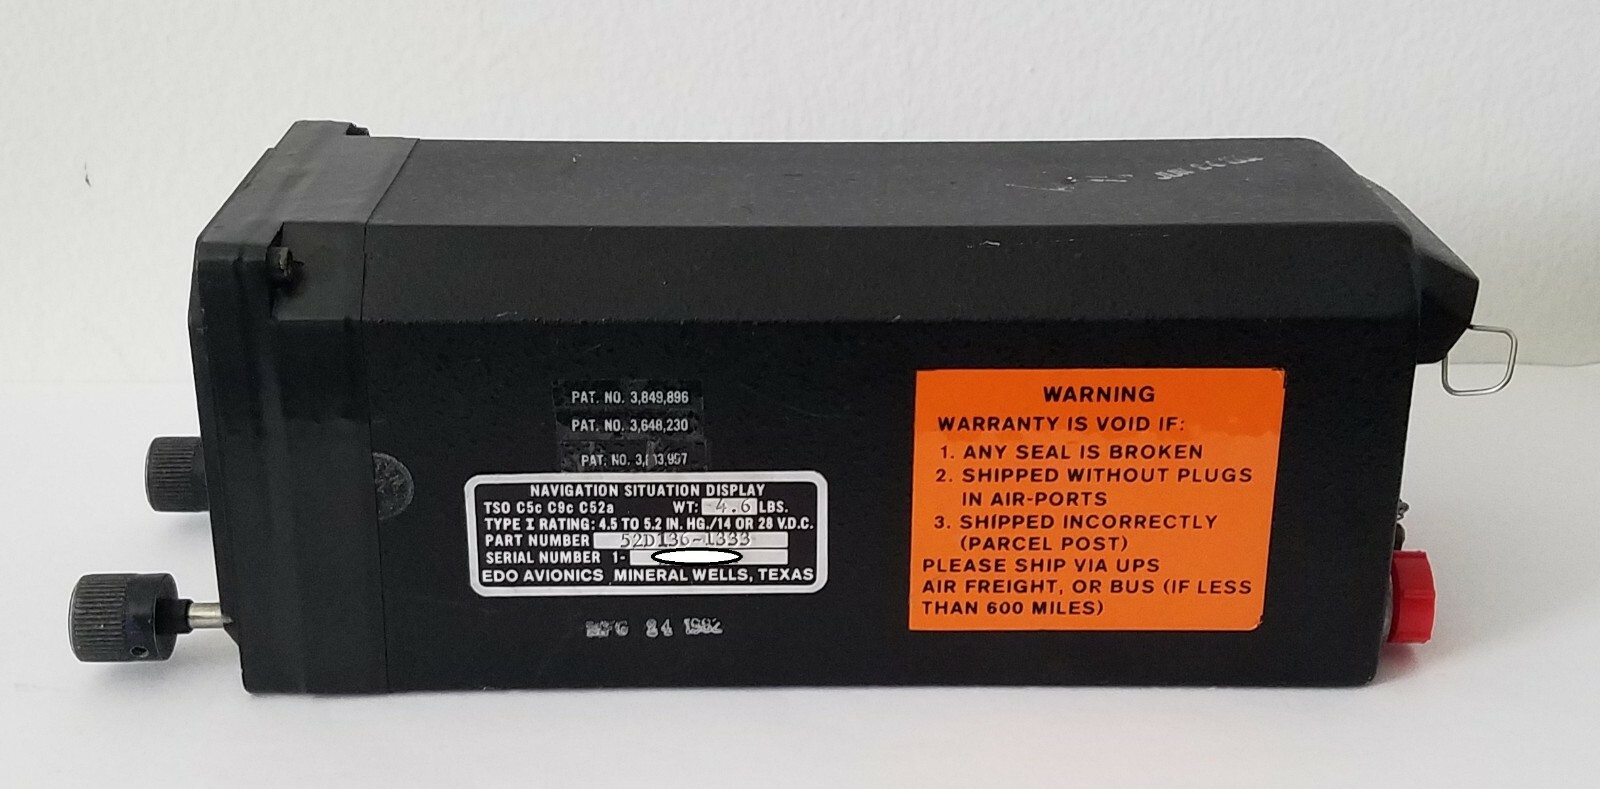 PAT. NO. 3,849,896
PAT. NO. 3,648,230
PAT. NO.
NAVIGATION SITUATION DISPLAY
TSO C5c C9c C52a WT: 4.6 LBS.
TYPE I RATING: 4.5 TO 5.2 IN. HG./14 OR 28 V.D.C.
PART NUMBER 52D136-1333
SERIAL NUMBER 1-
EDO AVIONICS MINERAL WELLS, TEXAS
MFG 24 1982
WARNING
WARRANTY IS VOID IF:
1. ANY SEAL IS BROKEN
2. SHIPPED WITHOUT PLUGS
IN AIR-PORTS
3. SHIPPED INCORRECTLY
(PARCEL POST)
PLEASE SHIP VIA UPS
AIR FREIGHT, OR BUS (IF LESS
THAN 600 MILES)